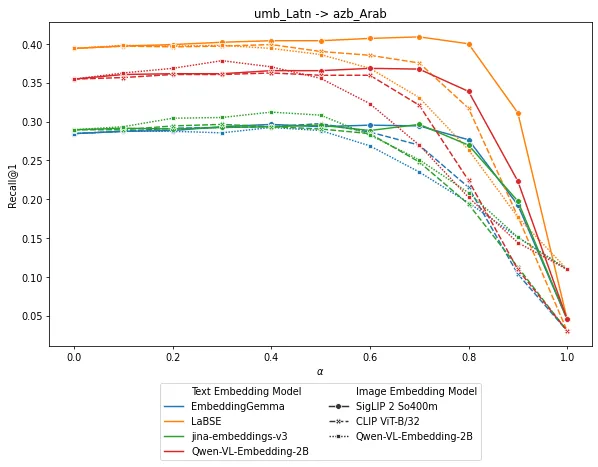 umb_Latn -> azb_Arab
Recall@1
0.40
0.35
0.30
0.25
0.20
0.15
0.10
0.05
0.0
0.2
0.4
0.6
0.8
1.0
α
Text Embedding Model
EmbeddingGemma
LaBSE
jina-embeddings-v3
Qwen-VL-Embedding-2B
Image Embedding Model
SigLIP 2 So400m
CLIP ViT-B/32
Qwen-VL-Embedding-2B